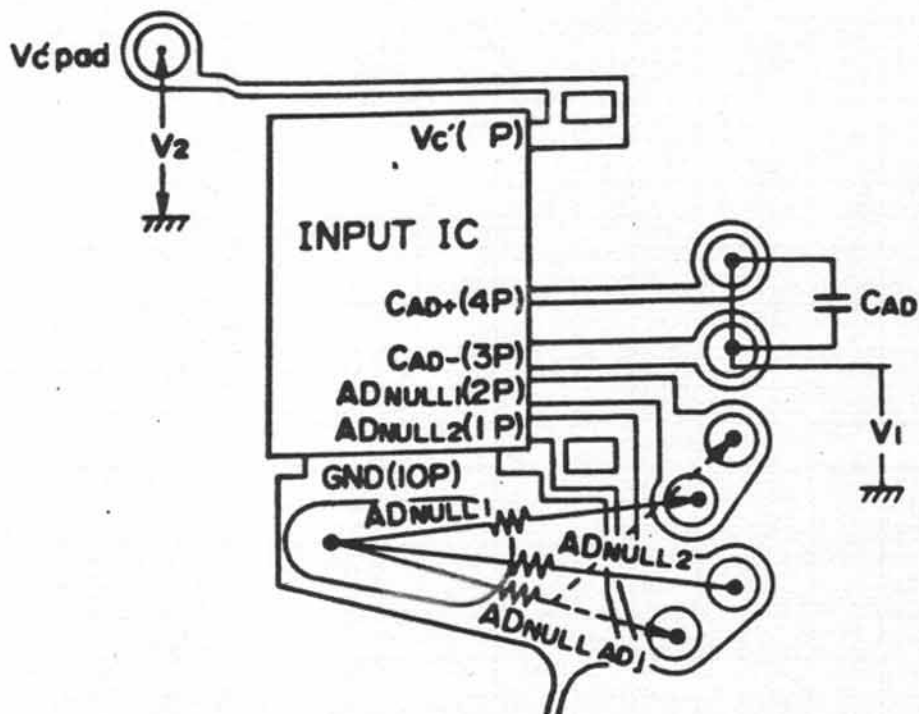 Vc'pad
V2
Vc'( P)
INPUT IC
CAD+(4P)
CAD
CAD-(3P)
ADNULL1(2P)
ADNULL2(1P)
V1
GND(10P)
ADNULL1
ADNULL2
ADNULL ADJ